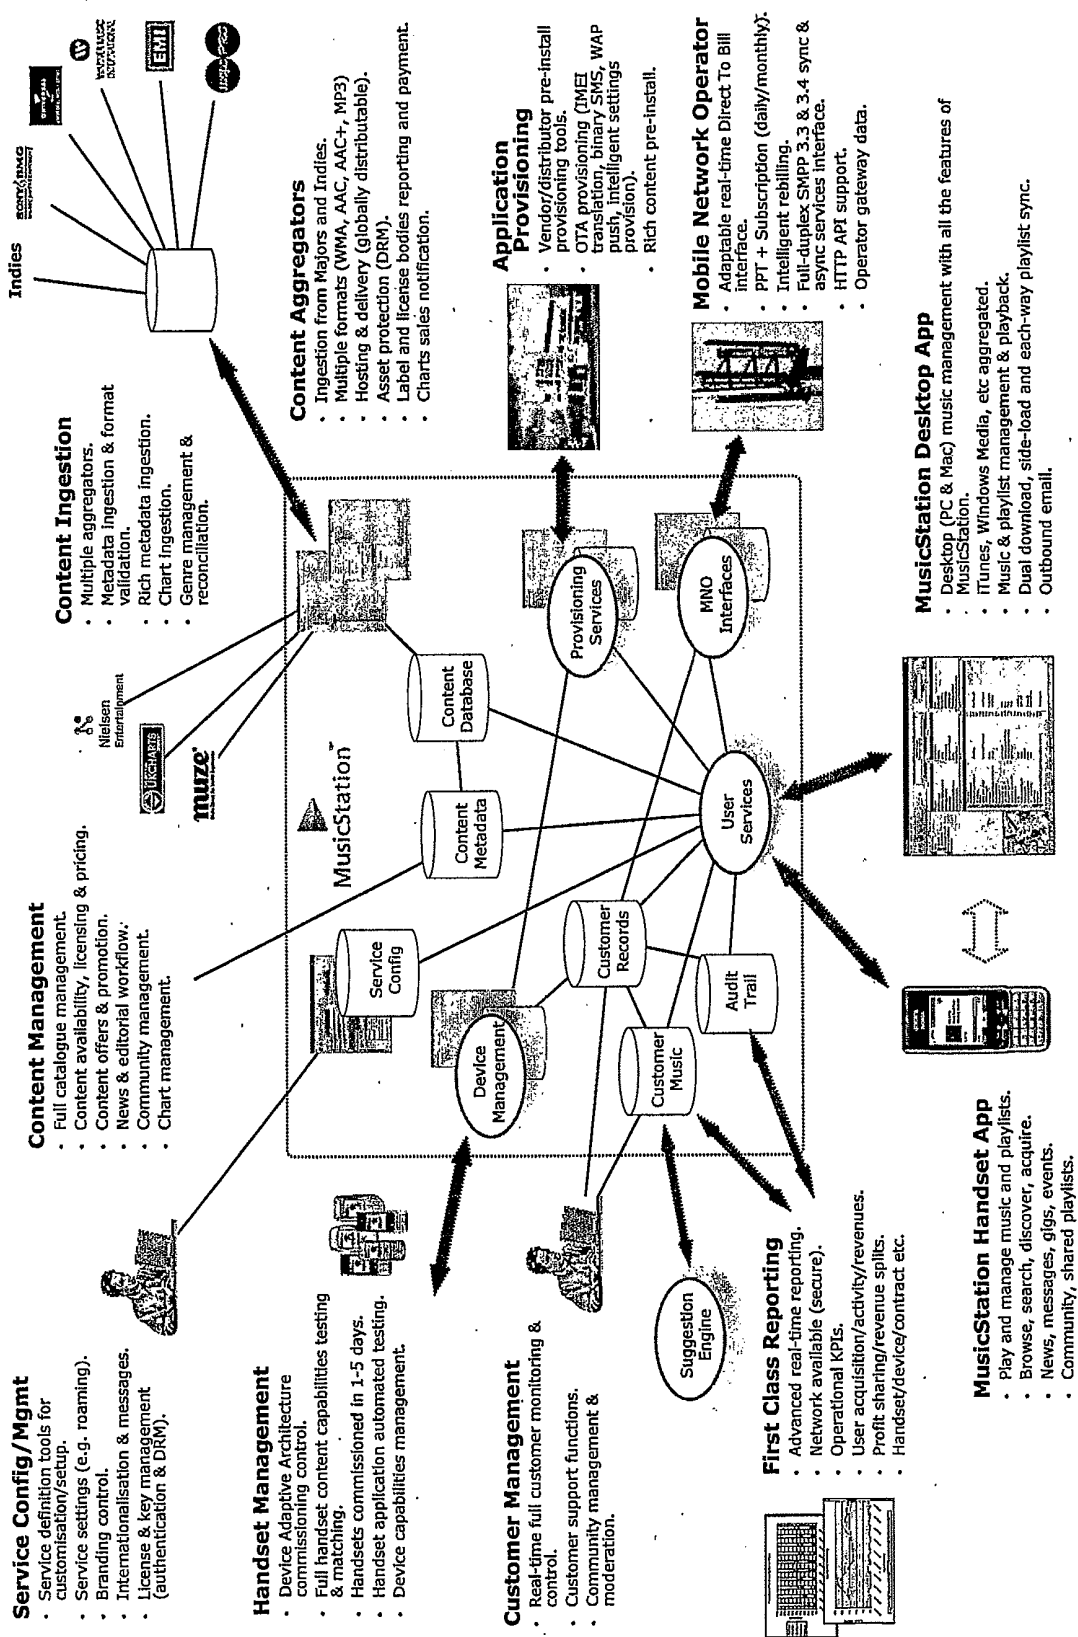 Service Config/Mgmt
· Service definition tools for
customisation/setup.
· Service settings (e.g. roaming).
· Branding control.
· Internationalisation & messages.
· License & key management
(authentication & DRM).
Content Management
· Full catalogue management.
· Content availability, licensing & pricing.
· Content offers & promotion.
· News & editorial workflow.
· Community management.
· Chart management.
Content Ingestion
· Multiple aggregators.
· Metadata Ingestion & format
validation.
· Rich metadata ingestion.
· Chart Ingestion.
· Genre management &
reconciliation.
Nielsen
Entertainment
UKCHARTS
muze
Indies
SONY BMG
EMI
Content Aggregators
· Ingestion from Majors and Indies.
· Multiple formats (WMA, AAC, AAC+, MP3)
· Hosting & delivery (globally distributable).
· Asset protection (DRM).
· Label and license bodies reporting and payment.
· Charts sales notification.
Handset Management
· Device Adaptive Architecture
commissioning control.
· Full handset content capabilities testing
& matching.
· Handsets commissioned in 1-5 days.
· Handset application automated testing.
· Device capabilities management.
MusicStation
Service
Config
Content
Metadata
Content
Database
Device
Management
Customer
Records
Customer
Music
Audit
Trail
User
Services
Provisioning
Services
MNO
Interfaces
Application
Provisioning
· Vendor/distributor pre-install
provisioning tools.
· OTA provisioning (IMEI
translation, binary SMS, WAP
push, intelligent settings
provision).
· Rich content pre-install.
Customer Management
· Real-time full customer monitoring &
control.
· Customer support functions.
· Community management &
moderation.
Suggestion
Engine
Mobile Network Operator
· Adaptable real-time Direct To Bill
interface.
· PPT + Subscription (daily/monthly).
· Intelligent rebilling.
· Full-duplex SMPP 3.3 & 3.4 sync &
async services interface.
· HTTP API support.
· Operator gateway data.
First Class Reporting
· Advanced real-time reporting.
· Network available (secure).
· Operational KPIs.
· User acquisition/activity/revenues.
· Profit sharing/revenue splits.
· Handset/device/contract etc.
MusicStation Handset App
· Play and manage music and playlists.
· Browse, search, discover, acquire.
· News, messages, gigs, events.
· Community, shared playlists.
MusicStation Desktop App
· Desktop (PC & Mac) music management with all the features of
MusicStation.
· iTunes, Windows Media, etc aggregated.
· Music & playlist management & playback.
· Dual download, side-load and each-way playlist sync.
· Outbound email.